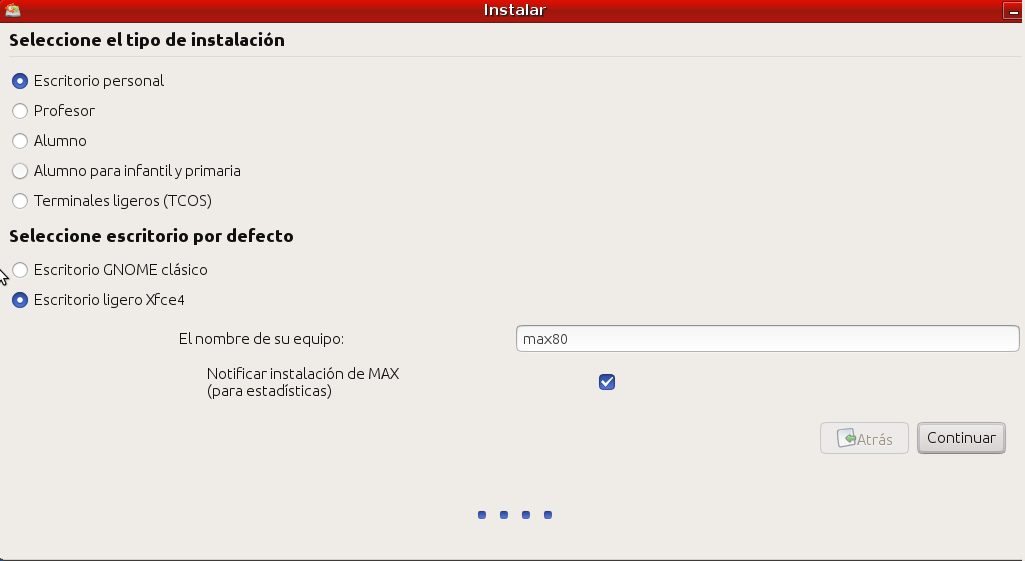 Instalar
Seleccione el tipo de instalación
Escritorio personal
Profesor
Alumno
Alumno para infantil y primaria
Terminales ligeros (TCOS)
Seleccione escritorio por defecto
Escritorio GNOME clásico
Escritorio ligero Xfce4
El nombre de su equipo: max80
Notificar instalación de MAX
(para estadísticas)
Atrás Continuar